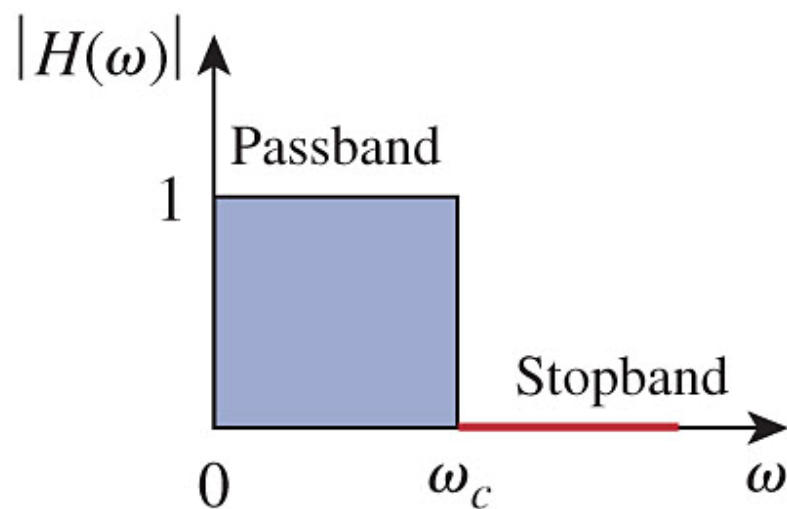 |H(ω)|
Passband
1
Stopband
0 ω_c ω